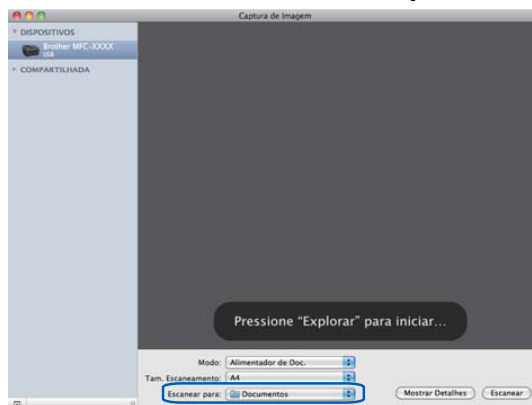 Captura de Imagem
DISPOSITIVOS
Brother MFC-XXXX
USB
COMPARTILHADA
Pressione "Explorar" para iniciar...
Modo: Alimentador de Doc.
Tam. Escaneamento: A4
Escanear para: Documentos
Mostrar Detalhes
Escanear